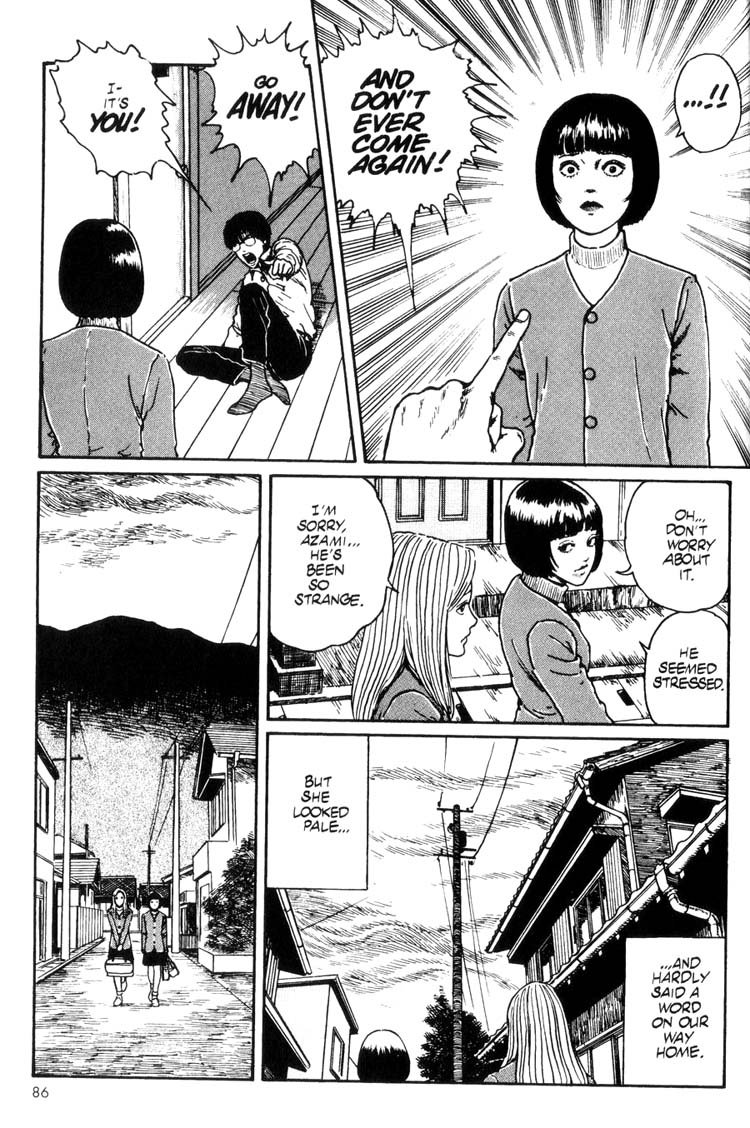 I-
IT'S
YOU!
GO
AWAY!
AND
DON'T
EVER
COME
AGAIN!
...!!
I'M
SORRY,
AZAMI...
HE'S
BEEN
SO
STRANGE.
OH...
DON'T
WORRY
ABOUT
IT.
HE
SEEMED
STRESSED.
BUT
SHE
LOOKED
PALE...
...AND
HARDLY
SAID A
WORD
ON OUR
WAY
HOME.
86